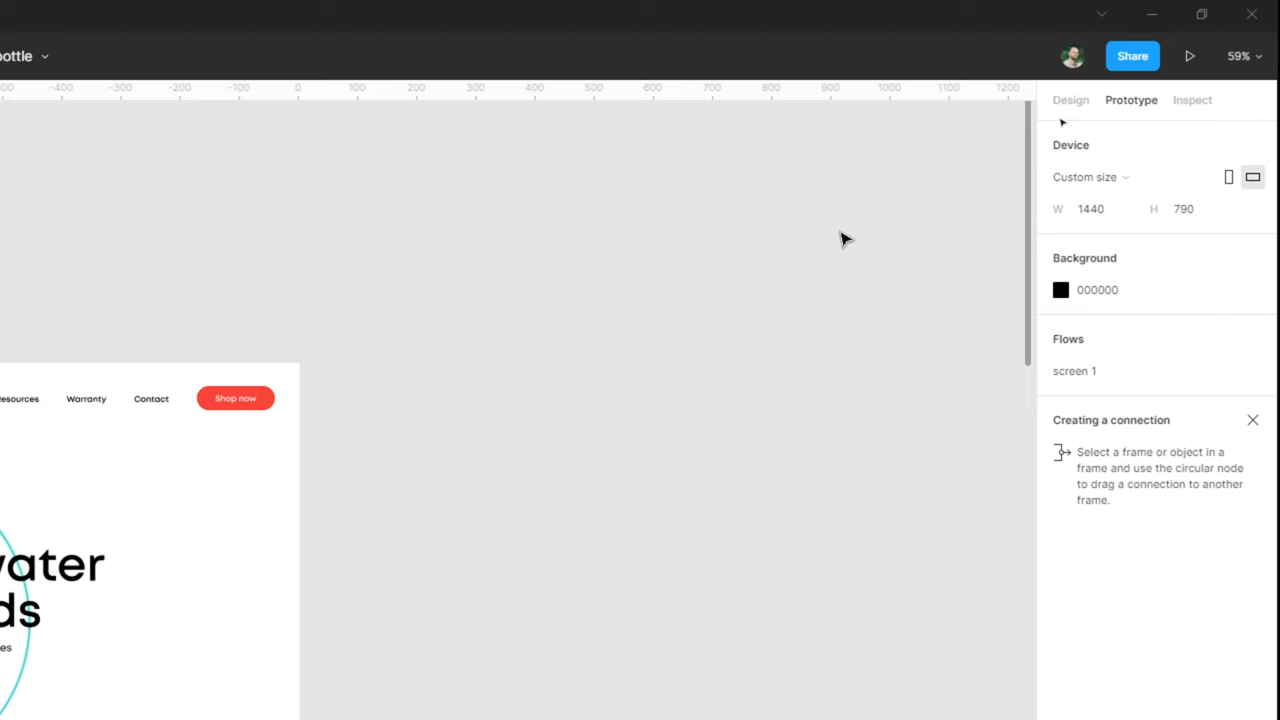 ottle
Share
59%
-400 -300 -200 -100 0 100 200 300 400 500 600 700 800 900 1000 1100 1200
Design Prototype Inspect
Device
Custom size
W 1440 H 790
Background
000000
Flows
screen 1
Creating a connection
Select a frame or object in a
frame and use the circular node
to drag a connection to another
frame.
esources Warranty Contact Shop now
water
ds
es